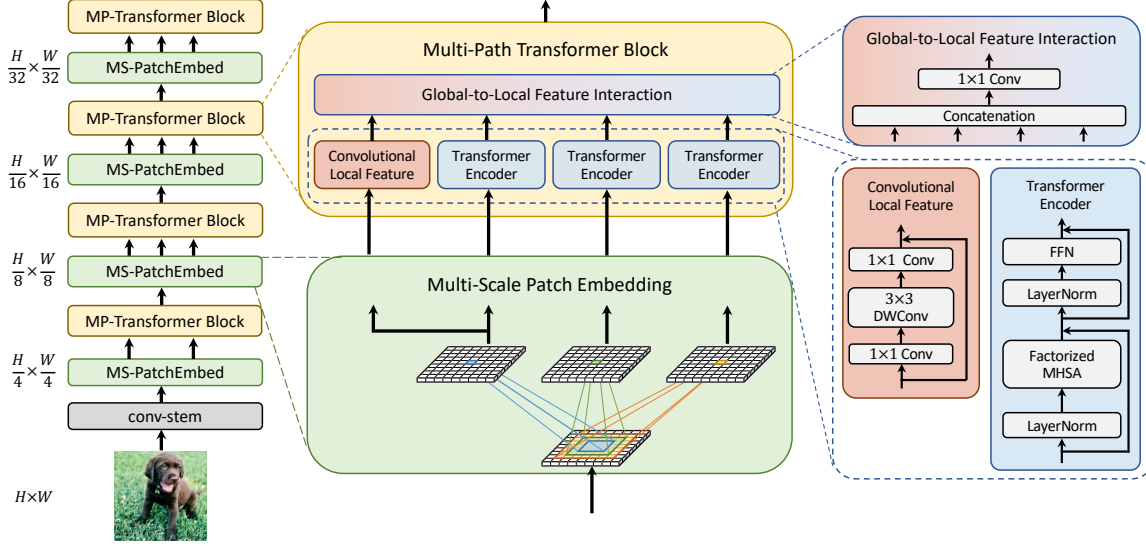 MP-Transformer Block
H/32 × W/32
MS-PatchEmbed
MP-Transformer Block
H/16 × W/16
MS-PatchEmbed
MP-Transformer Block
H/8 × W/8
MS-PatchEmbed
MP-Transformer Block
H/4 × W/4
MS-PatchEmbed
conv-stem
H×W
Multi-Path Transformer Block
Global-to-Local Feature Interaction
Convolutional
Local Feature
Transformer
Encoder
Transformer
Encoder
Transformer
Encoder
Multi-Scale Patch Embedding
Global-to-Local Feature Interaction
1×1 Conv
Concatenation
Convolutional
Local Feature
1×1 Conv
3×3
DWConv
1×1 Conv
Transformer
Encoder
FFN
LayerNorm
Factorized
MHSA
LayerNorm